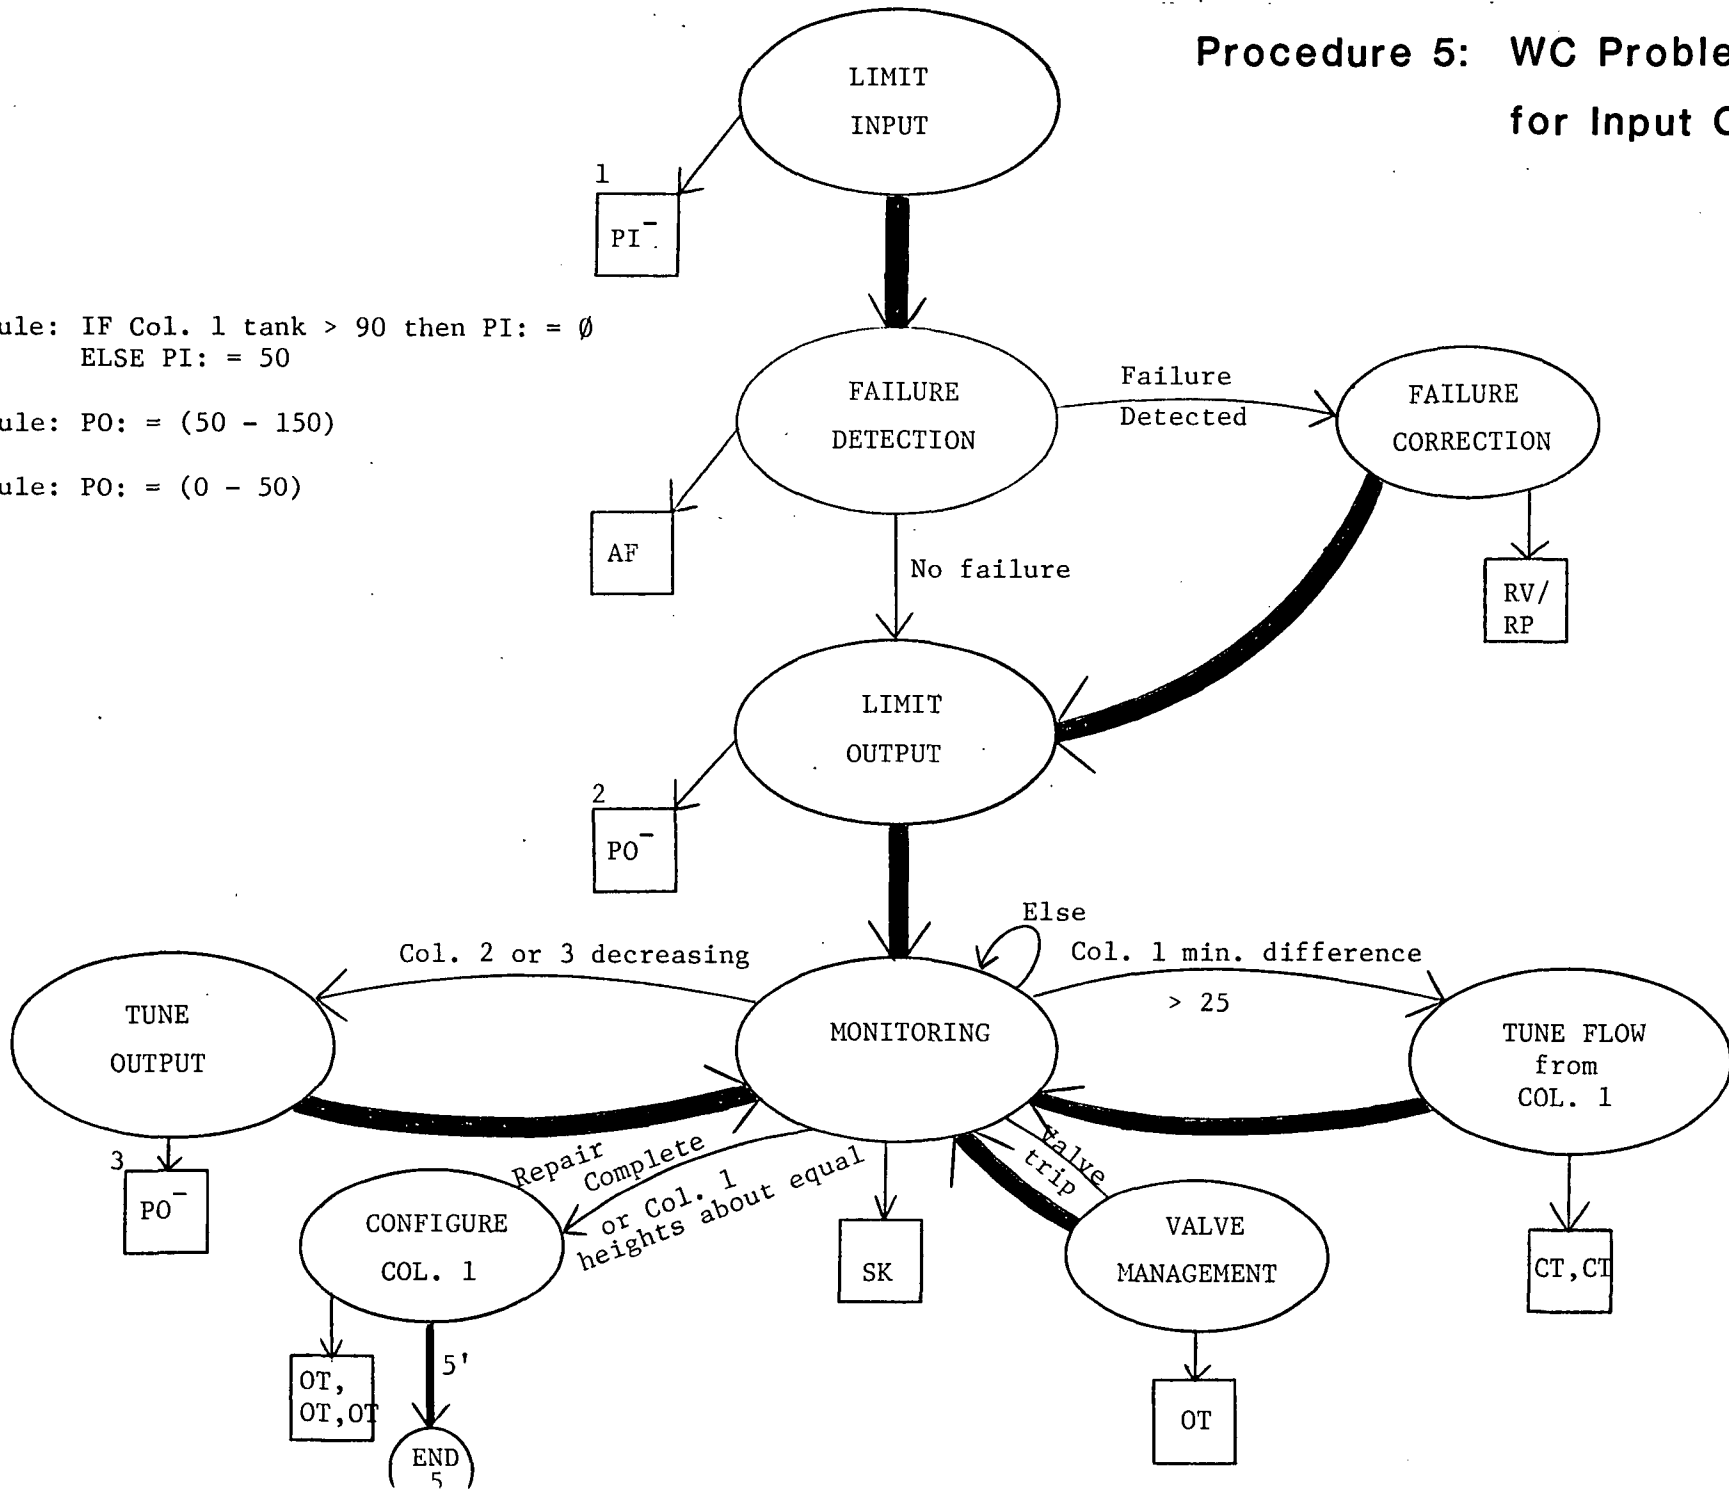 Procedure 5: WC Proble
for Input C
LIMIT
INPUT
1
PI⁻
ule: IF Col. 1 tank > 90 then PI: = Ø
ELSE PI: = 50
ule: PO: = (50 - 150)
ule: PO: = (0 - 50)
FAILURE
DETECTION
Failure
Detected
FAILURE
CORRECTION
AF
No failure
RV/
RP
LIMIT
OUTPUT
2
PO⁻
Else
Col. 2 or 3 decreasing
Col. 1 min. difference
> 25
TUNE
OUTPUT
MONITORING
TUNE FLOW
from
COL. 1
3
PO⁻
Repair
Complete
or Col. 1
heights about equal
Valve
trip
CONFIGURE
COL. 1
SK
VALVE
MANAGEMENT
CT,CT
OT,
OT,OT
5'
OT
END
5